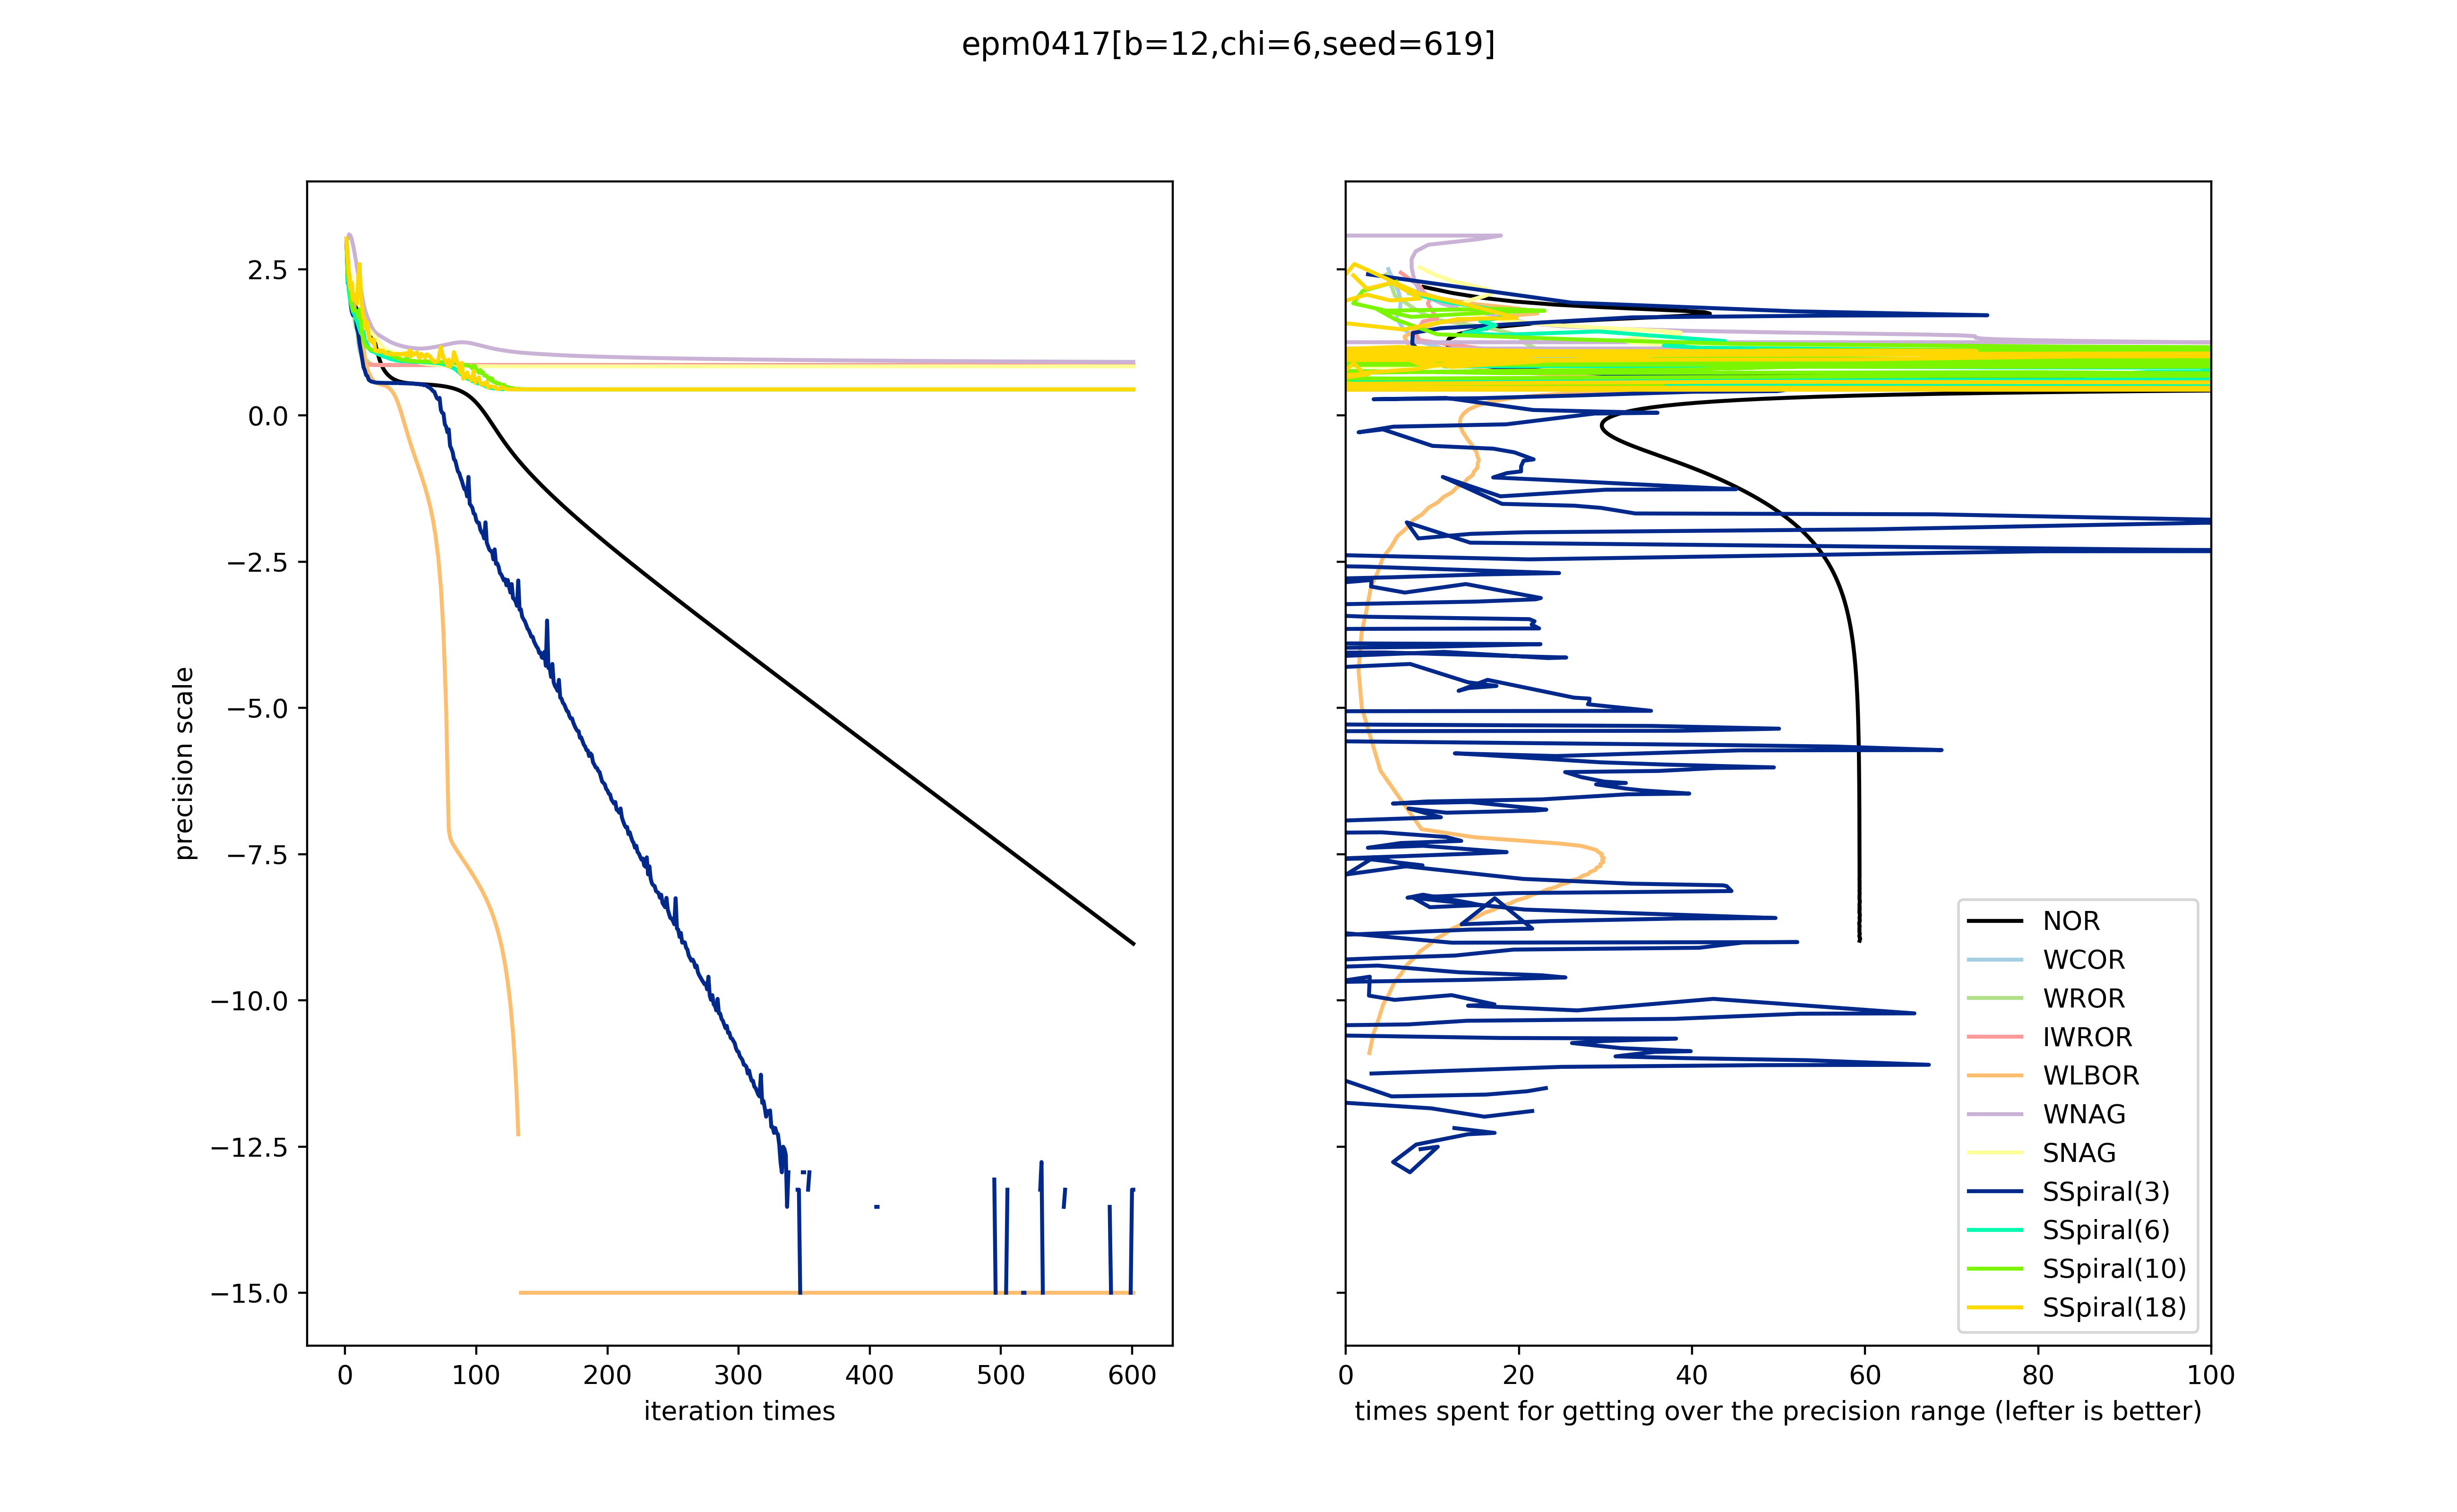 epm0417[b=12,chi=6,seed=619]
precision scale
2.5
0.0
−2.5
−5.0
−7.5
−10.0
−12.5
−15.0
0 100 200 300 400 500 600
iteration times
0 20 40 60 80 100
times spent for getting over the precision range (lefter is better)
NOR
WCOR
WROR
IWROR
WLBOR
WNAG
SNAG
SSpiral(3)
SSpiral(6)
SSpiral(10)
SSpiral(18)